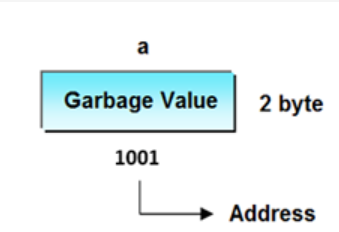 a
Garbage Value
2 byte
1001
Address